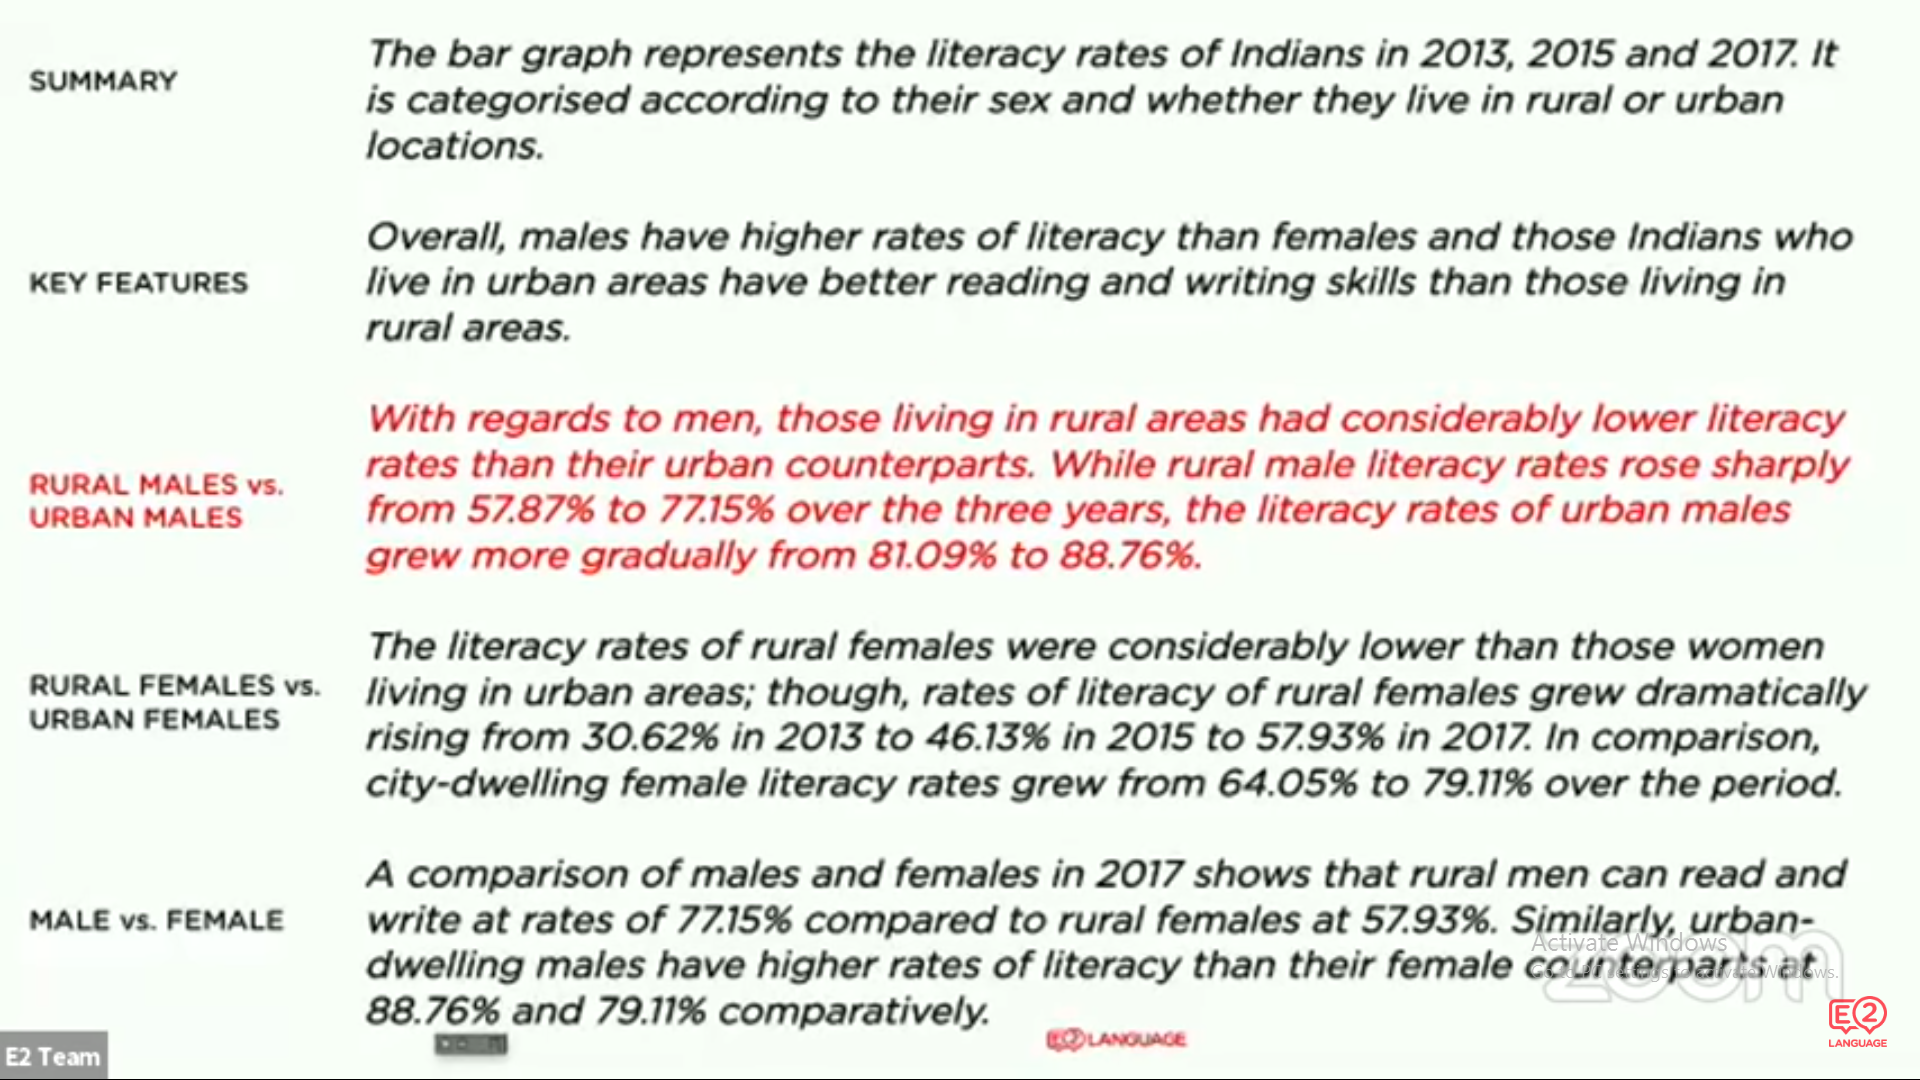 SUMMARY
The bar graph represents the literacy rates of Indians in 2013, 2015 and 2017. It
is categorised according to their sex and whether they live in rural or urban
locations.
KEY FEATURES
Overall, males have higher rates of literacy than females and those Indians who
live in urban areas have better reading and writing skills than those living in
rural areas.
RURAL MALES vs.
URBAN MALES
With regards to men, those living in rural areas had considerably lower literacy
rates than their urban counterparts. While rural male literacy rates rose sharply
from 57.87% to 77.15% over the three years, the literacy rates of urban males
grew more gradually from 81.09% to 88.76%.
RURAL FEMALES vs.
URBAN FEMALES
The literacy rates of rural females were considerably lower than those women
living in urban areas; though, rates of literacy of rural females grew dramatically
rising from 30.62% in 2013 to 46.13% in 2015 to 57.93% in 2017. In comparison,
city-dwelling female literacy rates grew from 64.05% to 79.11% over the period.
MALE vs. FEMALE
A comparison of males and females in 2017 shows that rural men can read and
write at rates of 77.15% compared to rural females at 57.93%. Similarly, urban-
dwelling males have higher rates of literacy than their female counterparts at
88.76% and 79.11% comparatively.
Activate Windows
Go to PC settings to activate Windows.
zoom
E2 Team
E2 LANGUAGE
E2
LANGUAGE